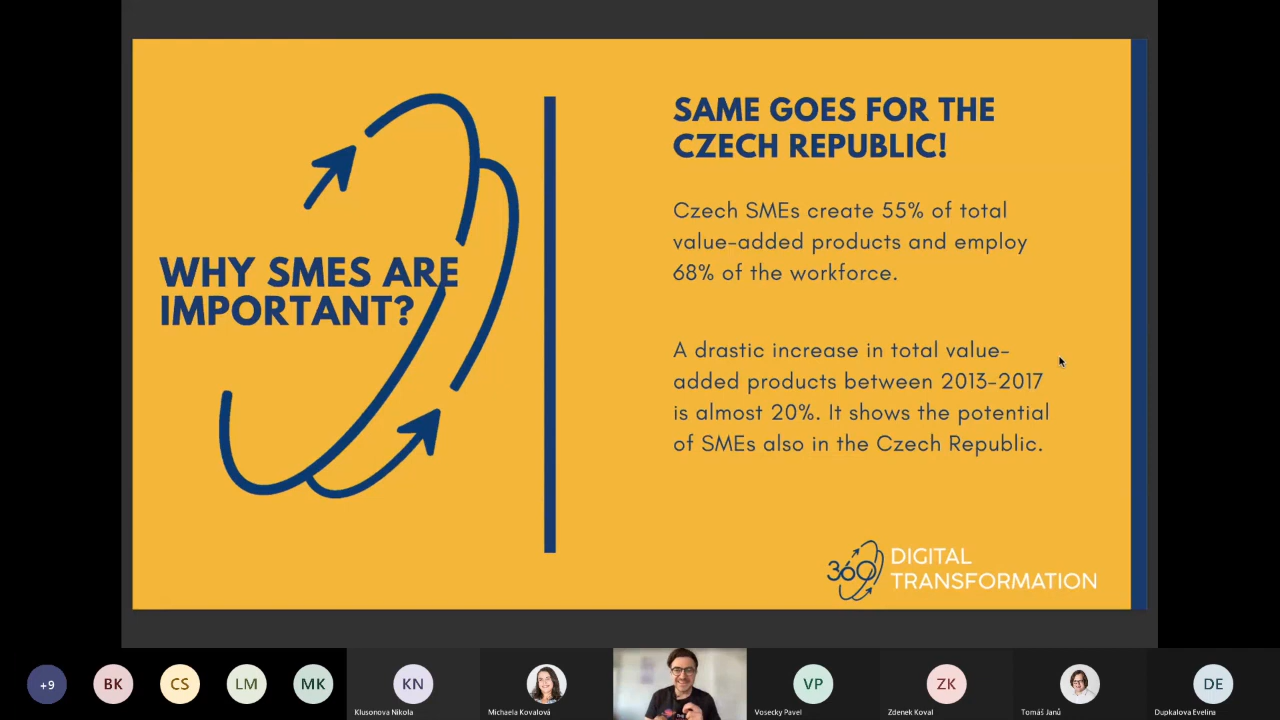 WHY SMES ARE
IMPORTANT?
SAME GOES FOR THE
CZECH REPUBLIC!
Czech SMEs create 55% of total
value-added products and employ
68% of the workforce.
A drastic increase in total value-
added products between 2013-2017
is almost 20%. It shows the potential
of SMEs also in the Czech Republic.
360
DIGITAL
TRANSFORMATION
+9
BK
CS
LM
MK
KN
Klusonova Nikola
Michaela Kovalová
VP
Vosecky Pavel
ZK
Zdenek Koval
Tomáš Janů
DE
Dupkalova Evelina